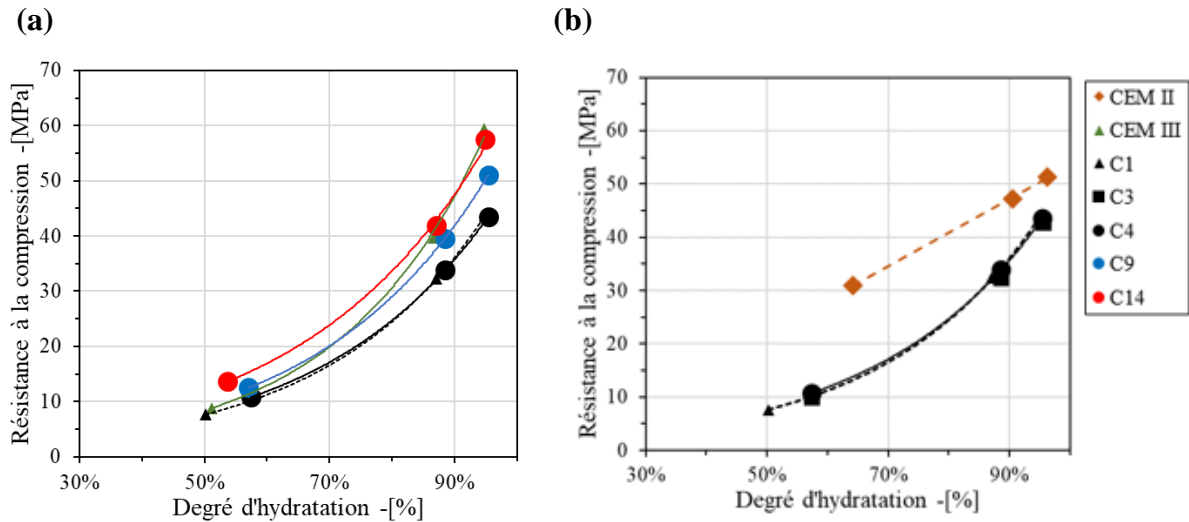 (a)
(b)
Résistance à la compression -[MPa]
70
60
50
40
30
20
10
0
30%
50%
70%
90%
Degré d'hydratation -[%]
Résistance à la compression -[MPa]
70
60
50
40
30
20
10
0
30%
50%
70%
90%
Degré d'hydratation -[%]
CEM II
CEM III
C1
C3
C4
C9
C14